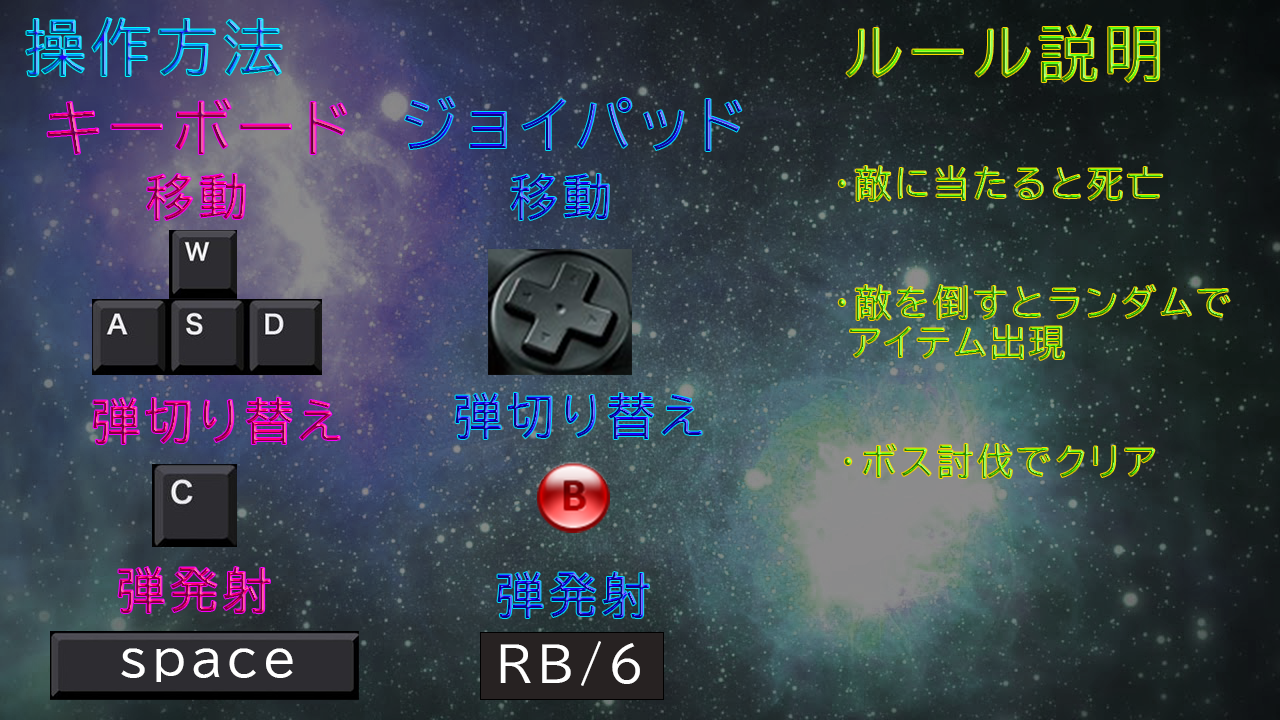 操作方法
キーボード
移動
W
A S D
弾切り替え
C
弾発射
space
ジョイパッド
移動
弾切り替え
B
弾発射
RB/6
ルール説明
・敵に当たると死亡
・敵を倒すとランダムで
アイテム出現
・ボス討伐でクリア